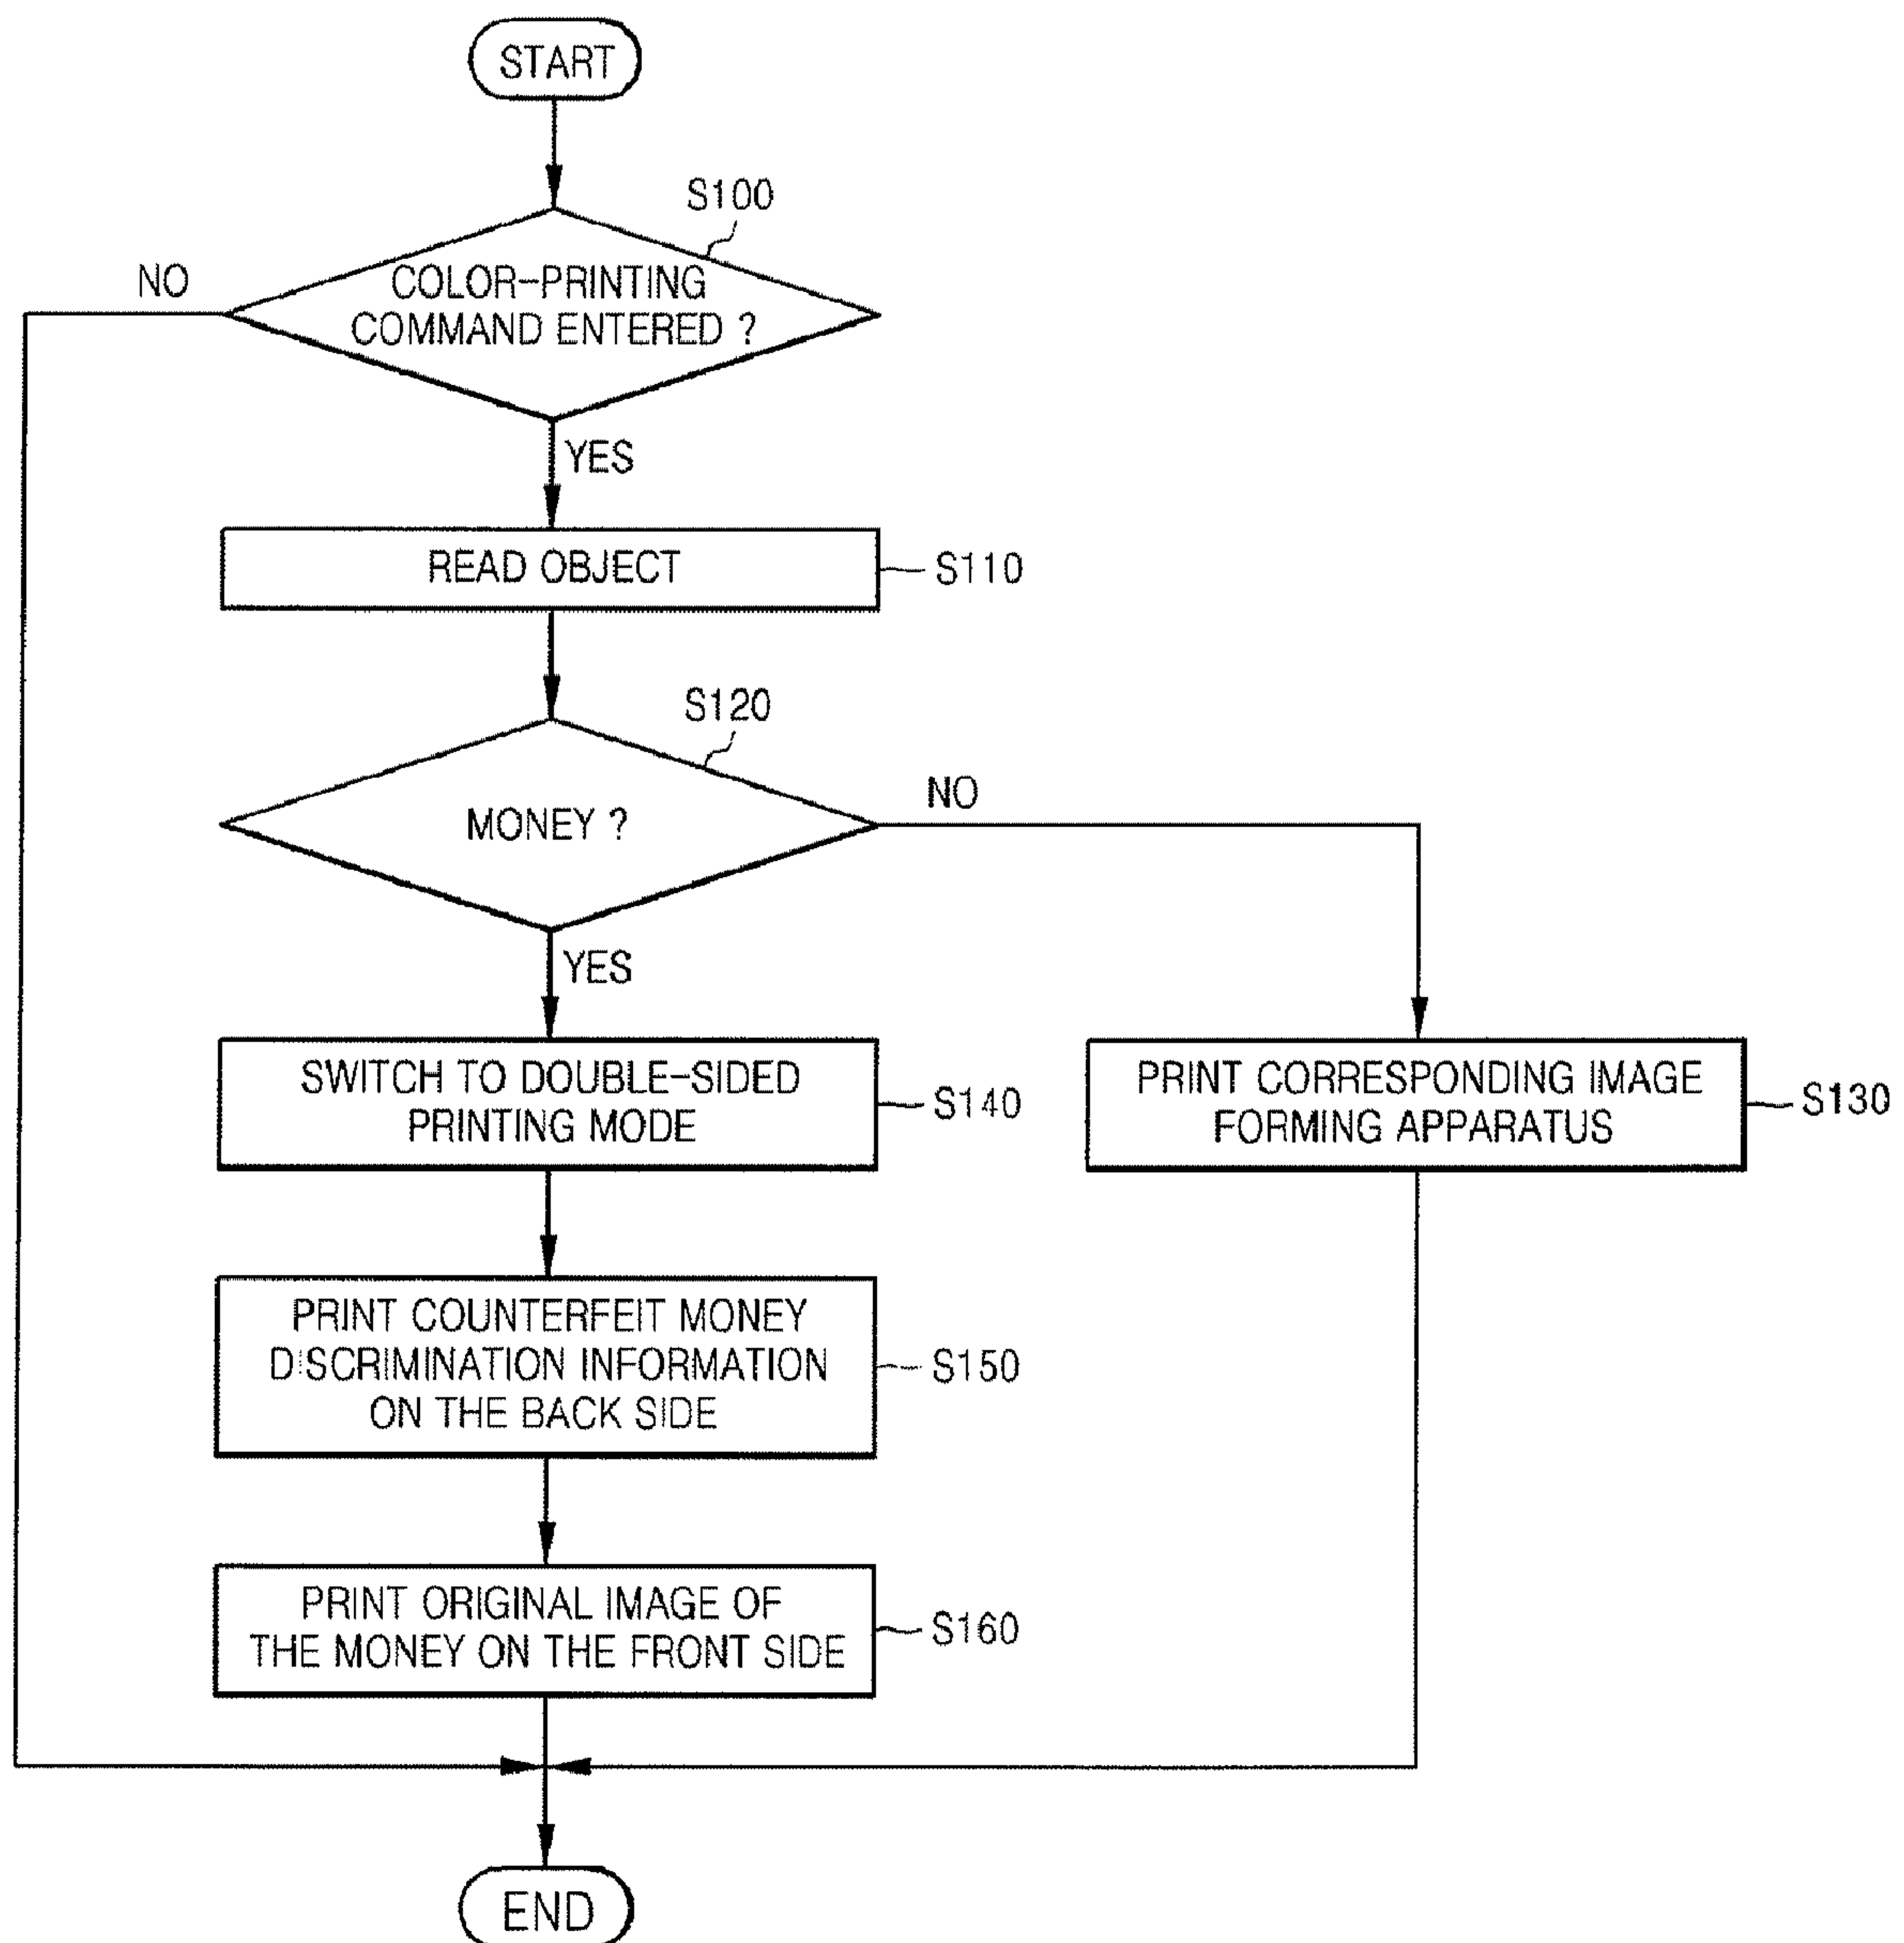 START
S100
NO
COLOR-PRINTING
COMMAND ENTERED ?
YES
READ OBJECT
S110
S120
MONEY ?
NO
YES
SWITCH TO DOUBLE-SIDED
PRINTING MODE
S140
PRINT CORRESPONDING IMAGE
FORMING APPARATUS
S130
PRINT COUNTERFEIT MONEY
DISCRIMINATION INFORMATION
ON THE BACK SIDE
S150
PRINT ORIGINAL IMAGE OF
THE MONEY ON THE FRONT SIDE
S160
END